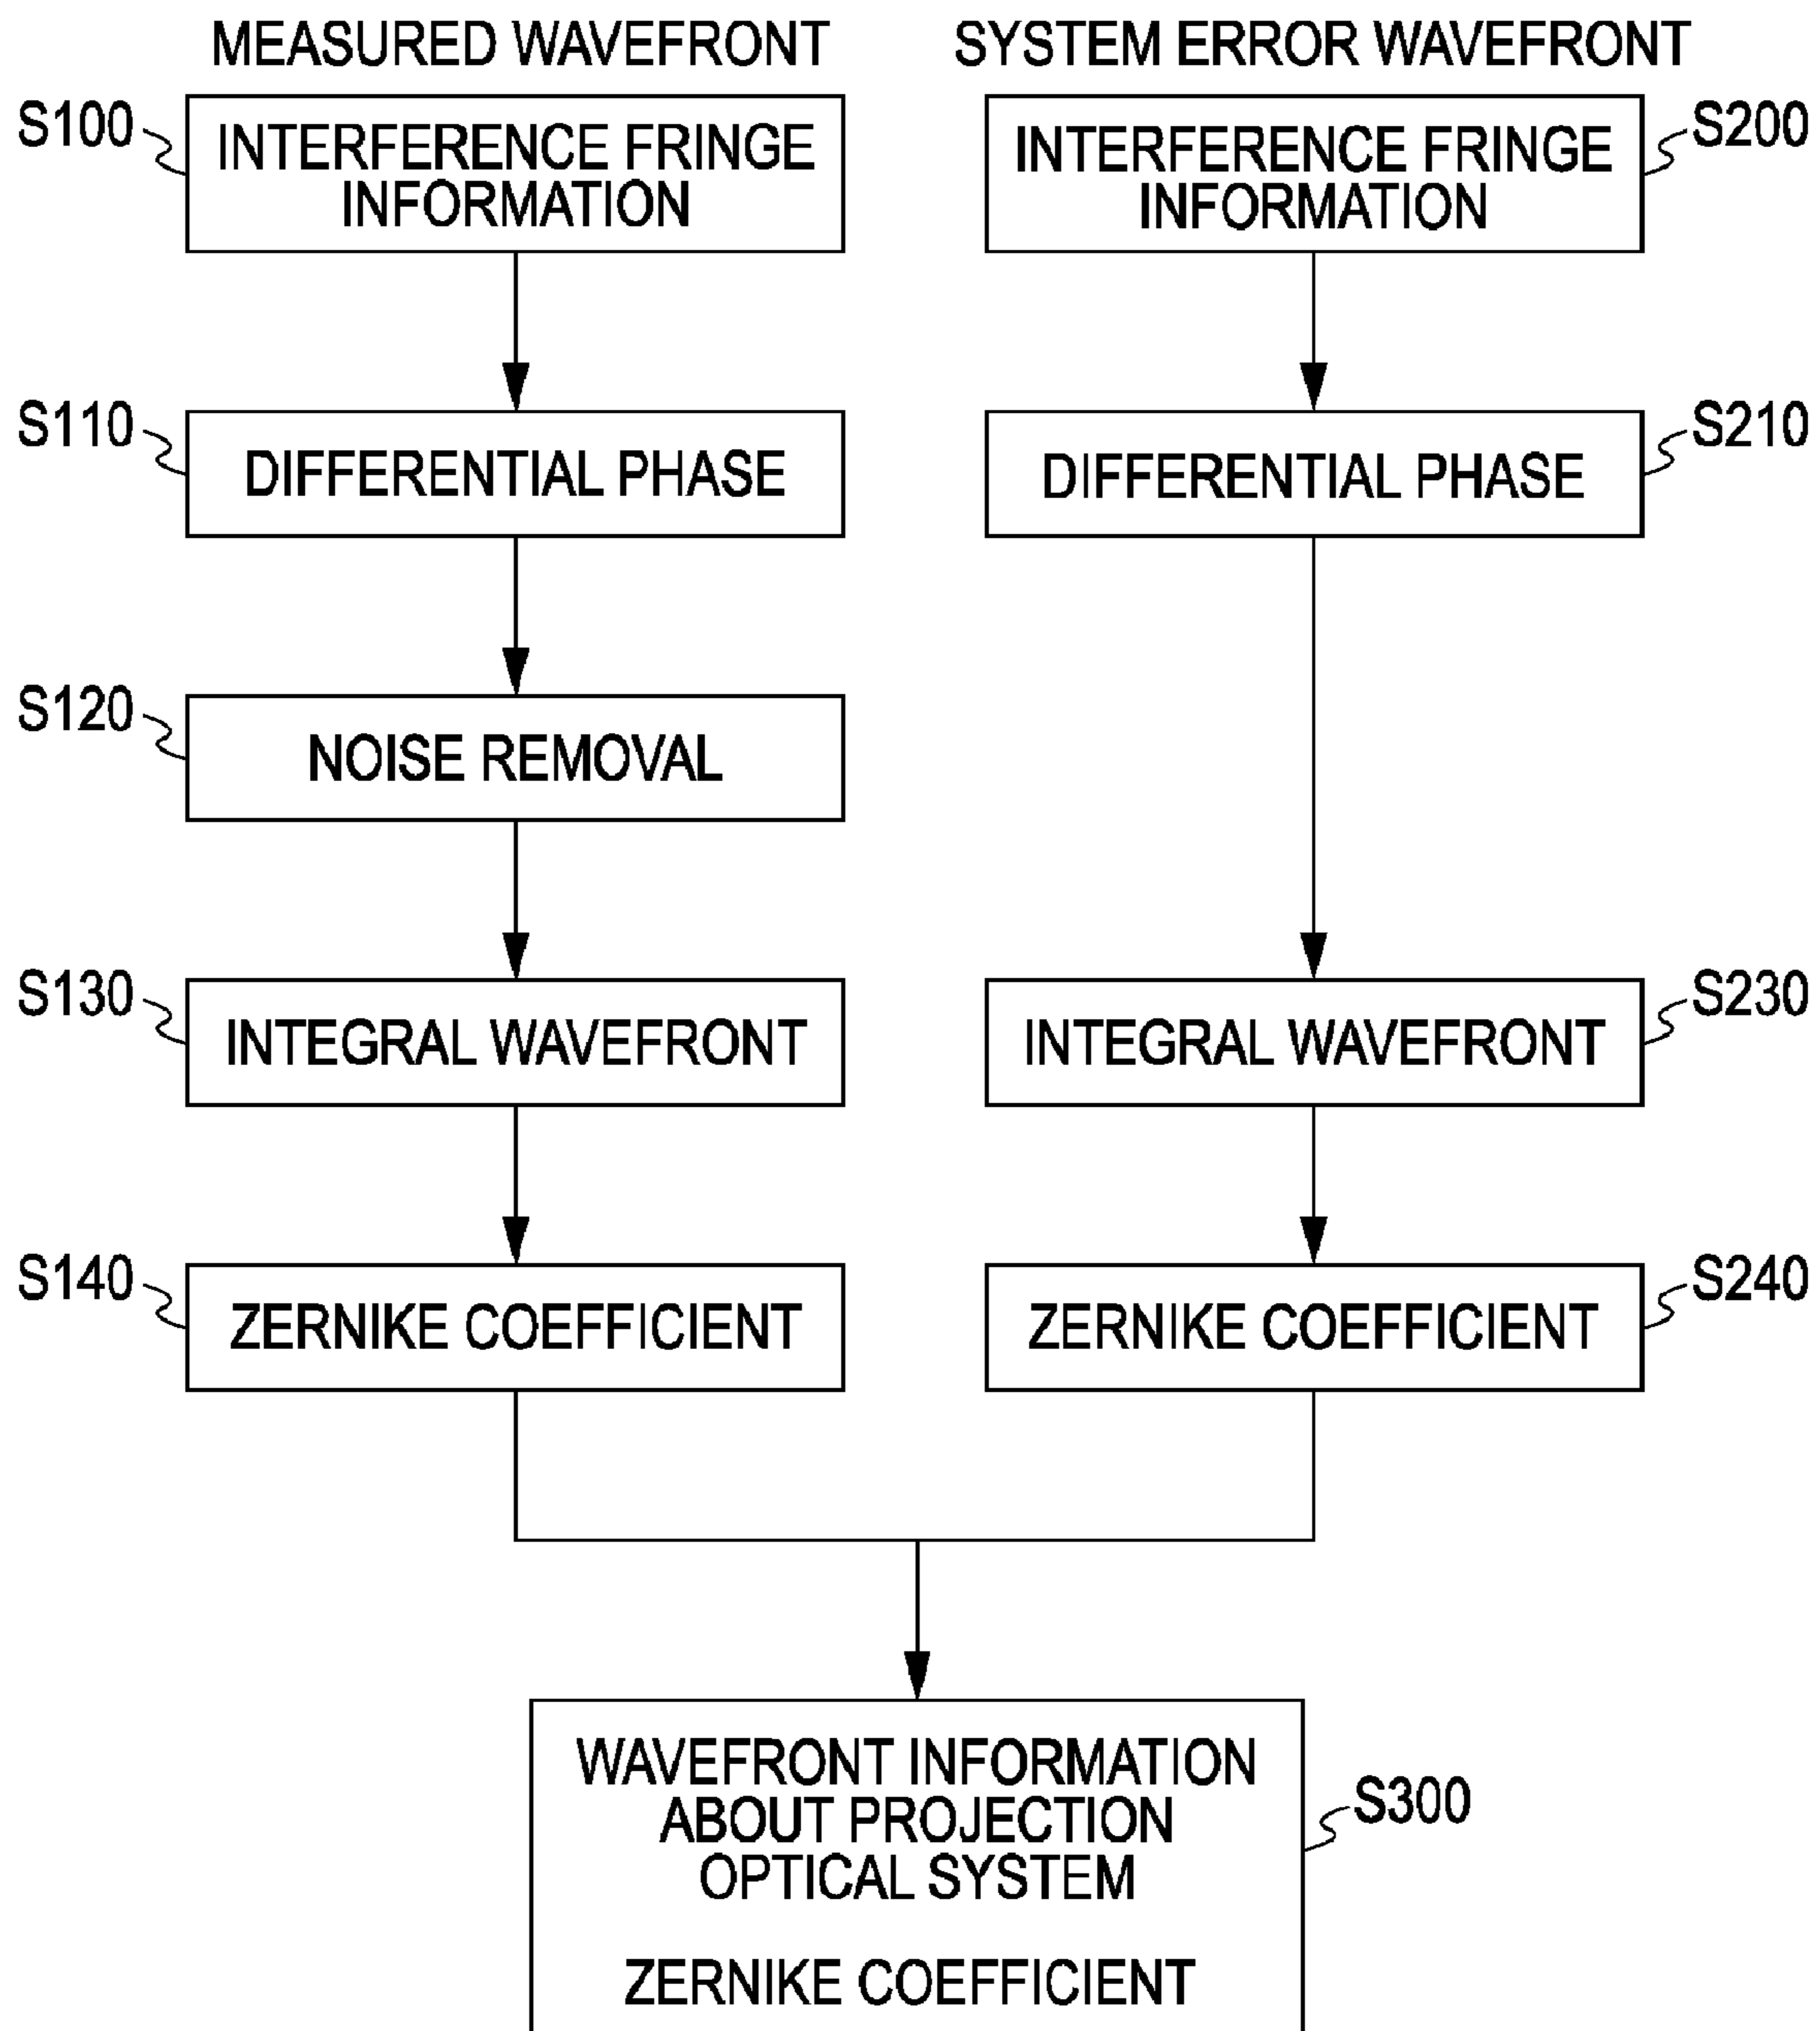 MEASURED WAVEFRONT
SYSTEM ERROR WAVEFRONT
S100
INTERFERENCE FRINGE
INFORMATION
INTERFERENCE FRINGE
INFORMATION
S200
S110
DIFFERENTIAL PHASE
DIFFERENTIAL PHASE
S210
S120
NOISE REMOVAL
S130
INTEGRAL WAVEFRONT
INTEGRAL WAVEFRONT
S230
S140
ZERNIKE COEFFICIENT
ZERNIKE COEFFICIENT
S240
WAVEFRONT INFORMATION
ABOUT PROJECTION
OPTICAL SYSTEM
ZERNIKE COEFFICIENT
S300